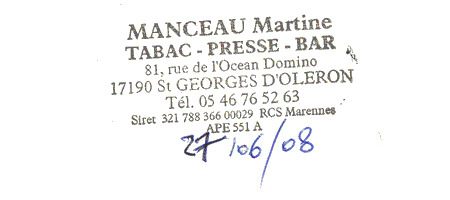 MANCEAU Martine
TABAC - PRESSE - BAR
81, rue de l'Ocean Domino
17190 St GEORGES D'OLERON
Tél. 05 46 76 52 63
Siret 321 788 366 00029 RCS Marennes
APE 551 A
27/06/08